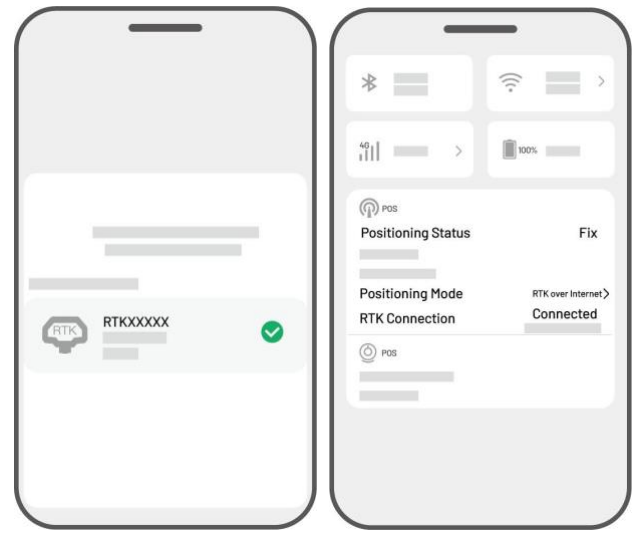 RTK
RTKXXXXX
4G
100%
POS
Positioning Status
Fix
Positioning Mode
RTK over Internet
RTK Connection
Connected
POS